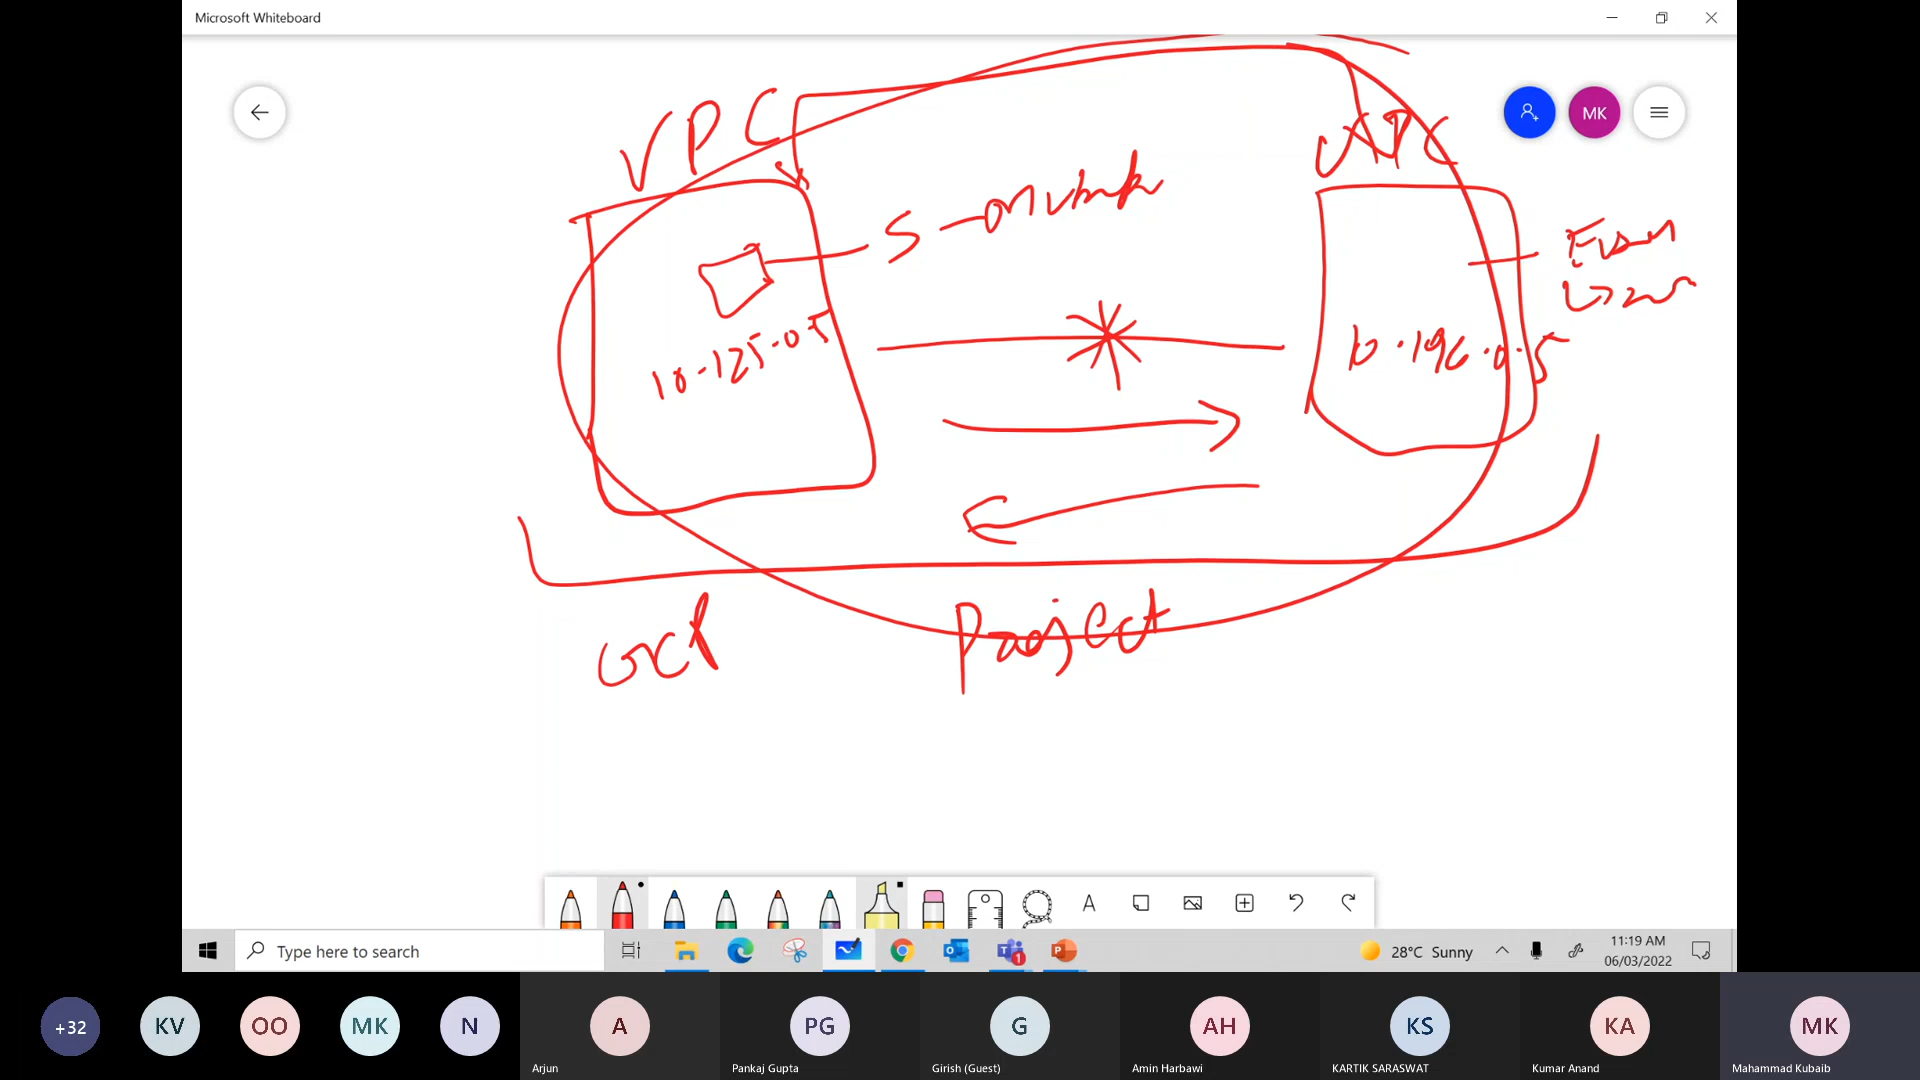 Microsoft Whiteboard
MK
VPC
VPC
S
10.125.0.5
10.196.0.5
GCP
Project
A
Type here to search
1
28°C Sunny
11:19 AM
06/03/2022
+32
KV
OO
MK
N
A
PG
G
AH
KS
KA
MK
Arjun
Pankaj Gupta
Girish (Guest)
Amin Harbawi
KARTIK SARASWAT
Kumar Anand
Mahammad Kubaib